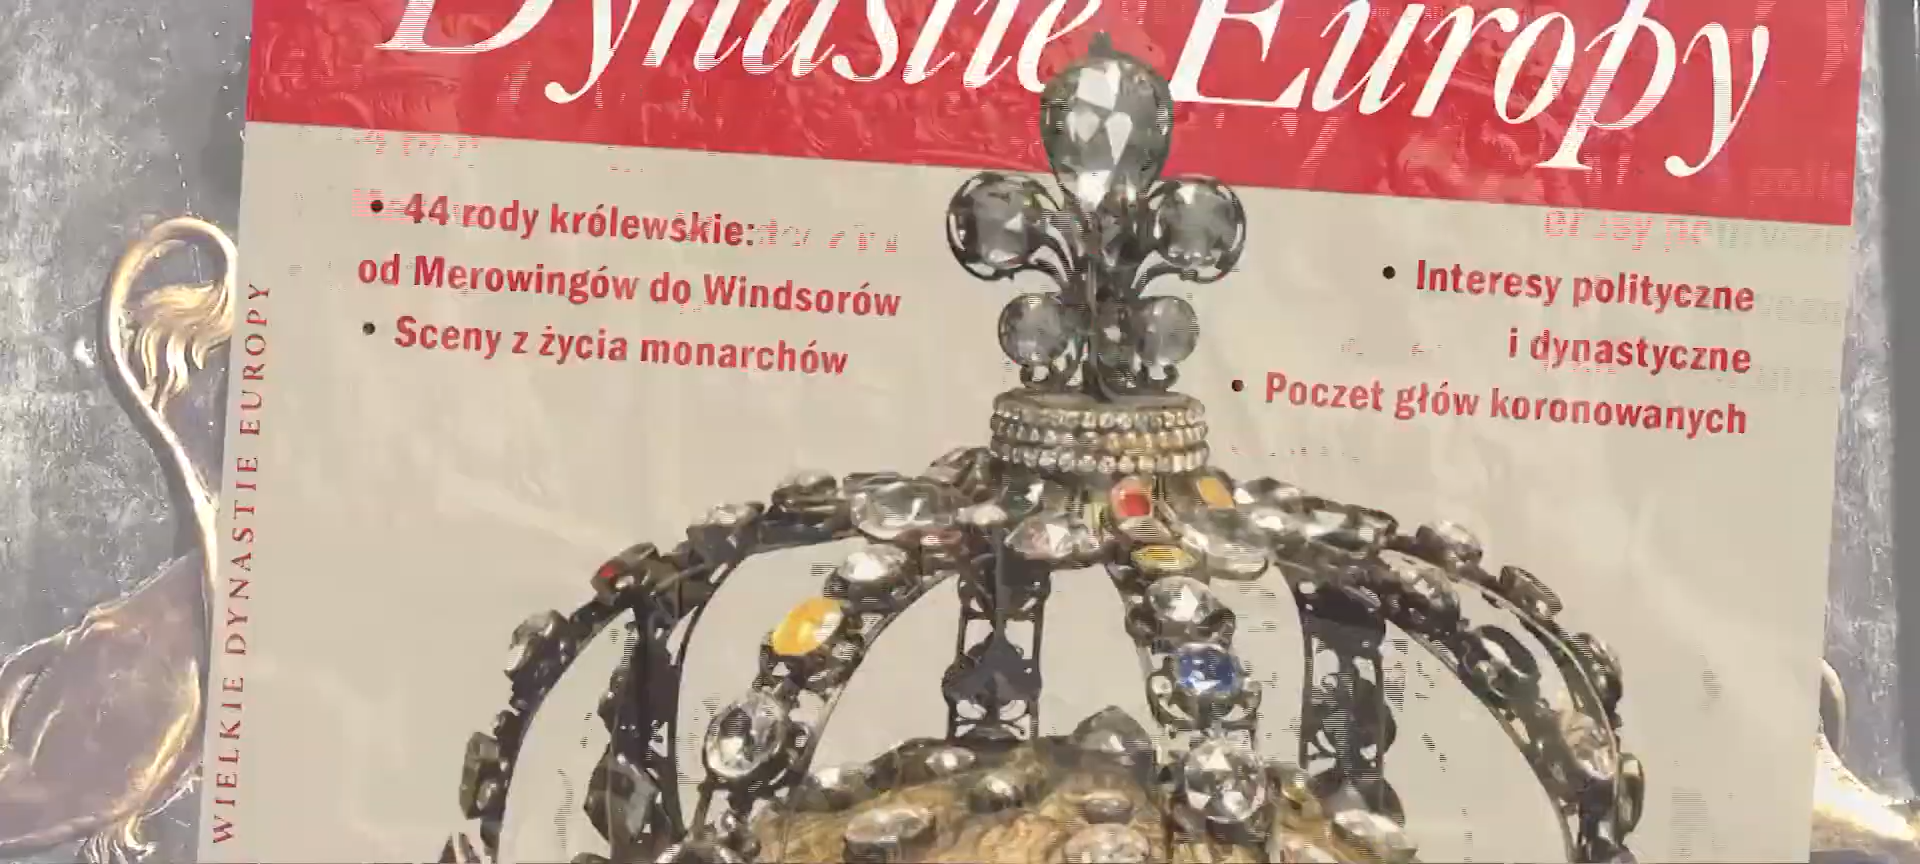 Dynastie Europy
• 44 rody królewskie:
od Merowingów do Windsorów
• Sceny z życia monarchów
• Interesy polityczne
i dynastyczne
• Poczet głów koronowanych
WIELKIE DYNASTIE EUROPY